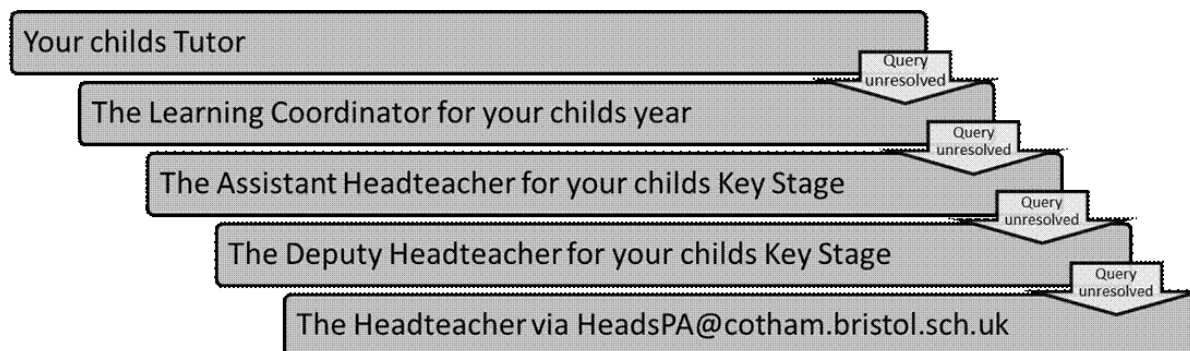 Your childs Tutor
Query
unresolved
The Learning Coordinator for your childs year
Query
unresolved
The Assistant Headteacher for your childs Key Stage
Query
unresolved
The Deputy Headteacher for your childs Key Stage
Query
unresolved
The Headteacher via HeadsPA@cotham.bristol.sch.uk